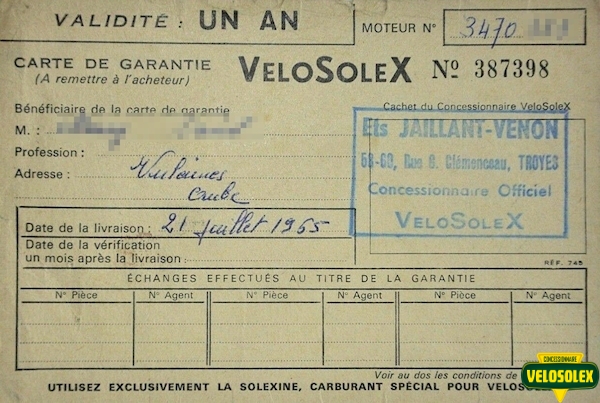 VALIDITÉ : UN AN
MOTEUR N° 3470
CARTE DE GARANTIE
(A remettre à l'acheteur)
VELOSOLEX
N° 387398
Bénéficiaire de la carte de garantie
M. :
Profession :
Adresse : Vulaines
Aube
Cachet du Concessionnaire VELOSOLEX
Ets JAILLANT-VENON
58-60, Rue G. Clémenceau, TROYES
Concessionnaire Officiel
VELOSOLEX
Date de la livraison : 21 juillet 1965
Date de la vérification
un mois après la livraison :
RÉF. 745
ÉCHANGES EFFECTUÉS AU TITRE DE LA GARANTIE
N° Pièce N° Agent N° Pièce N° Agent N° Pièce N° Agent
Voir au dos les conditions de
UTILISEZ EXCLUSIVEMENT LA SOLEXINE, CARBURANT SPÉCIAL POUR VELOSOLEX
CONCESSIONNAIRE
VELOSOLEX